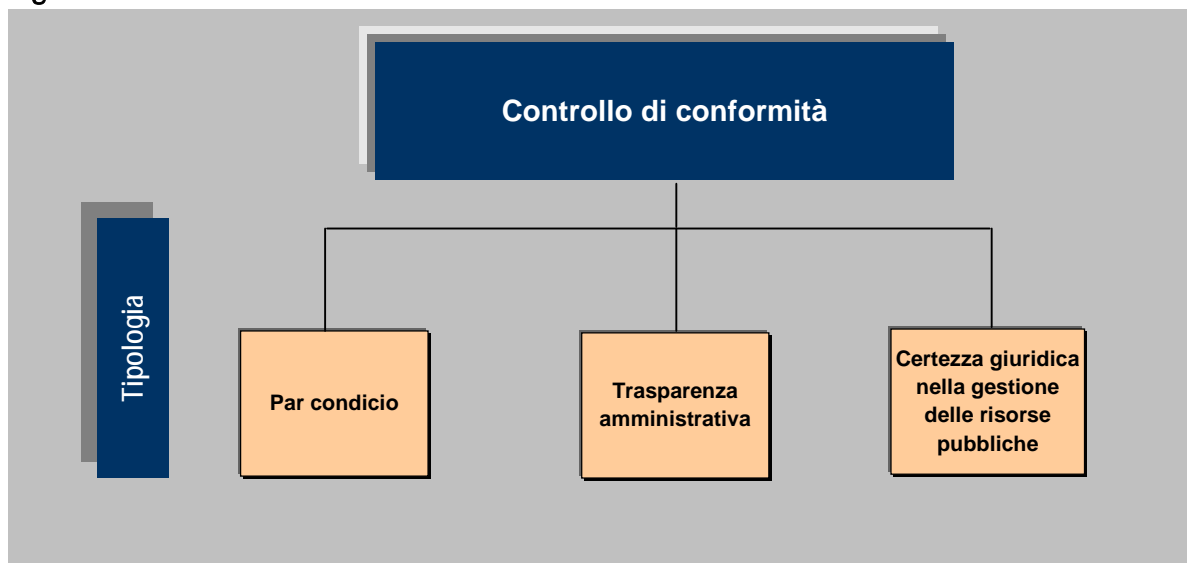 Controllo di conformità
Tipologia
Par condicio
Trasparenza
amministrativa
Certezza giuridica
nella gestione
delle risorse
pubbliche